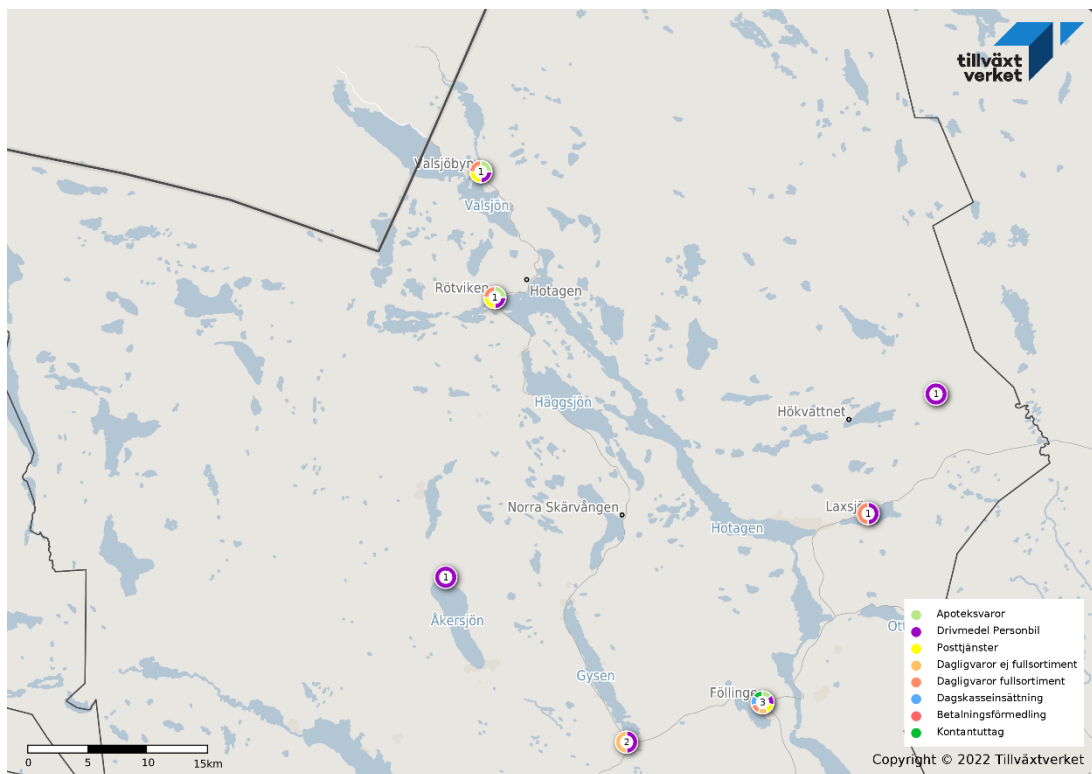 tillväxt
verket
Valsjöbyn
1
Valsjön
Rötviken
1
Hotagen
Häggsjön
1
Hökvattnet
Norra Skärvången
Laxsjö
1
Hotagen
1
Åkersjön
Ott
Gysen
Föllinge
3
2
Apoteksvaror
Drivmedel Personbil
Posttjänster
Dagligvaror ej fullsortiment
Dagligvaror fullsortiment
Dagskasseinsättning
Betalningsförmedling
Kontantuttag
0 5 10 15km
Copyright © 2022 Tillväxtverket